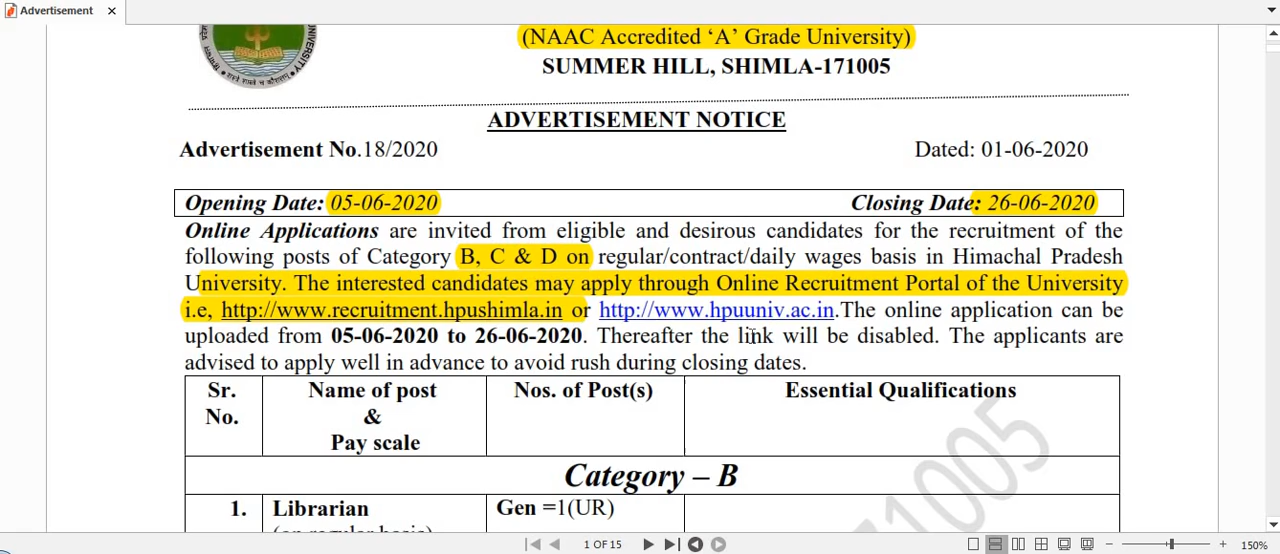 Advertisement
(NAAC Accredited ‘A’ Grade University)
SUMMER HILL, SHIMLA-171005
ADVERTISEMENT NOTICE
Advertisement No.18/2020 Dated: 01-06-2020
Opening Date: 05-06-2020 Closing Date: 26-06-2020
Online Applications are invited from eligible and desirous candidates for the recruitment of the
following posts of Category B, C & D on regular/contract/daily wages basis in Himachal Pradesh
University. The interested candidates may apply through Online Recruitment Portal of the University
i.e, http://www.recruitment.hpushimla.in or http://www.hpuuniv.ac.in.The online application can be
uploaded from 05-06-2020 to 26-06-2020. Thereafter the link will be disabled. The applicants are
advised to apply well in advance to avoid rush during closing dates.
Sr. No. Name of post & Pay scale Nos. of Post(s) Essential Qualifications
Category – B
1. Librarian Gen =1(UR)
(on regular basis)
71005
1 OF 15 150%